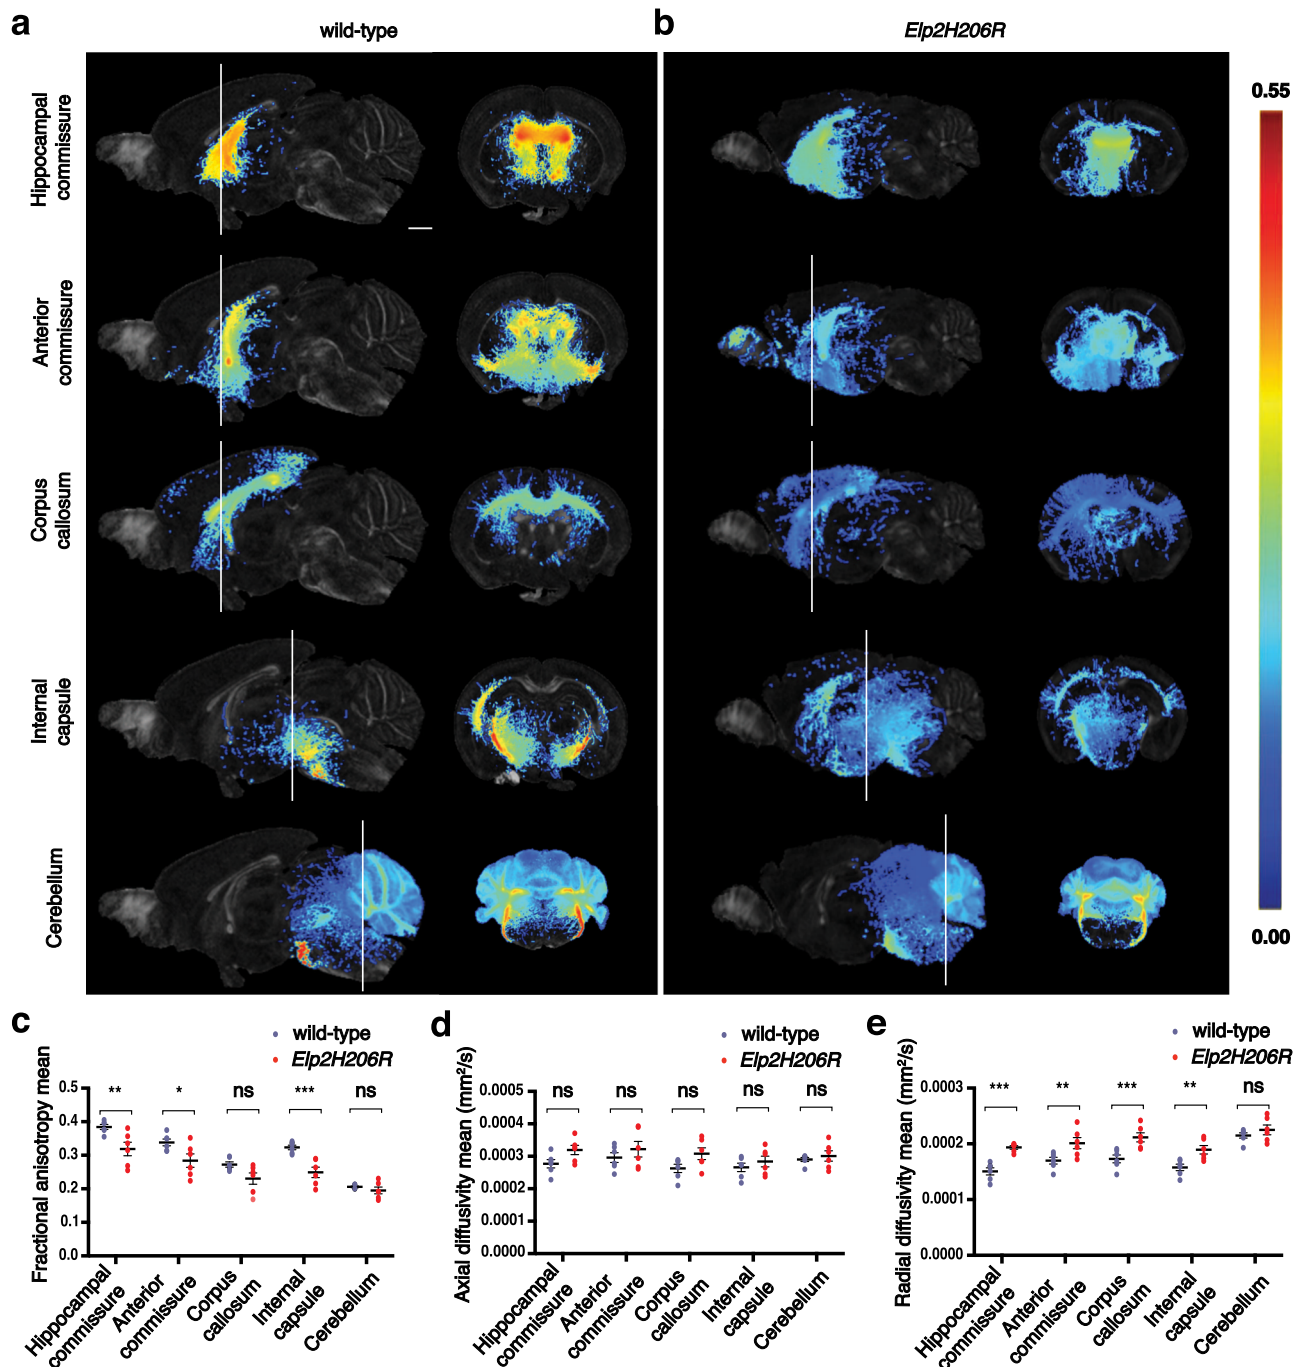 a
wild-type
b
Elp2H206R
Hippocampal
commissure
Anterior
commissure
Corpus
callosum
Internal
capsule
Cerebellum
0.55
0.00
c
wild-type
Elp2H206R
Fractional anisotropy mean
0.5
0.4
0.3
0.2
0.1
0.0
**
*
ns
***
ns
Hippocampal
commissure
Anterior
commissure
Corpus
callosum
Internal
capsule
Cerebellum
d
wild-type
Elp2H206R
Axial diffusivity mean (mm²/s)
0.0005
0.0004
0.0003
0.0002
0.0001
0.0000
ns
ns
ns
ns
ns
Hippocampal
commissure
Anterior
commissure
Corpus
callosum
Internal
capsule
Cerebellum
e
wild-type
Elp2H206R
Radial diffusivity mean (mm²/s)
0.0003
0.0002
0.0001
0.0000
***
**
***
**
ns
Hippocampal
commissure
Anterior
commissure
Corpus
callosum
Internal
capsule
Cerebellum